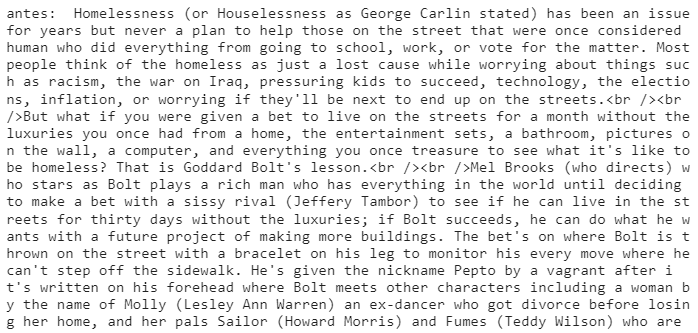 antes:  Homelessness (or Houselessness as George Carlin stated) has been an issue
for years but never a plan to help those on the street that were once considered
human who did everything from going to school, work, or vote for the matter. Most
people think of the homeless as just a lost cause while worrying about things suc
h as racism, the war on Iraq, pressuring kids to succeed, technology, the electio
ns, inflation, or worrying if they'll be next to end up on the streets.<br /><br
/>But what if you were given a bet to live on the streets for a month without the
luxuries you once had from a home, the entertainment sets, a bathroom, pictures o
n the wall, a computer, and everything you once treasure to see what it's like to
be homeless? That is Goddard Bolt's lesson.<br /><br />Mel Brooks (who directs) w
ho stars as Bolt plays a rich man who has everything in the world until deciding
to make a bet with a sissy rival (Jeffery Tambor) to see if he can live in the st
reets for thirty days without the luxuries; if Bolt succeeds, he can do what he w
ants with a future project of making more buildings. The bet's on where Bolt is t
hrown on the street with a bracelet on his leg to monitor his every move where he
can't step off the sidewalk. He's given the nickname Pepto by a vagrant after i
t's written on his forehead where Bolt meets other characters including a woman b
y the name of Molly (Lesley Ann Warren) an ex-dancer who got divorce before losin
g her home, and her pals Sailor (Howard Morris) and Fumes (Teddy Wilson) who are